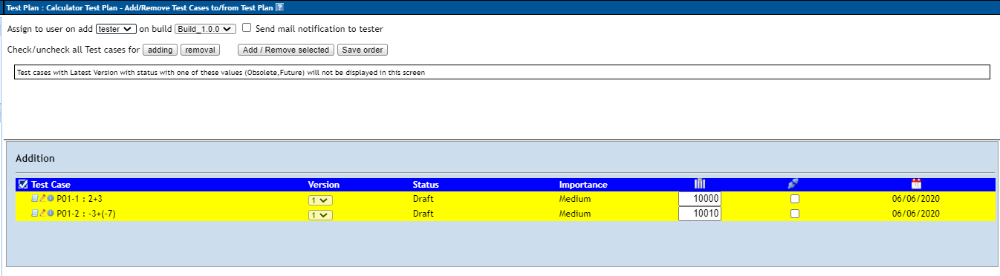 Test Plan : Calculator Test Plan - Add/Remove Test Cases to/from Test Plan ?
Assign to user on add tester on build Build_1.0.0 Send mail notification to tester
Check/uncheck all Test cases for adding removal Add / Remove selected Save order
Test cases with Latest Version with status with one of these values (Obsolete,Future) will not be displayed in this screen
Addition
Test Case Version Status Importance
P01-1 : 2+3 1 Draft Medium 10000 06/06/2020
P01-2 : -3+(-7) 1 Draft Medium 10010 06/06/2020